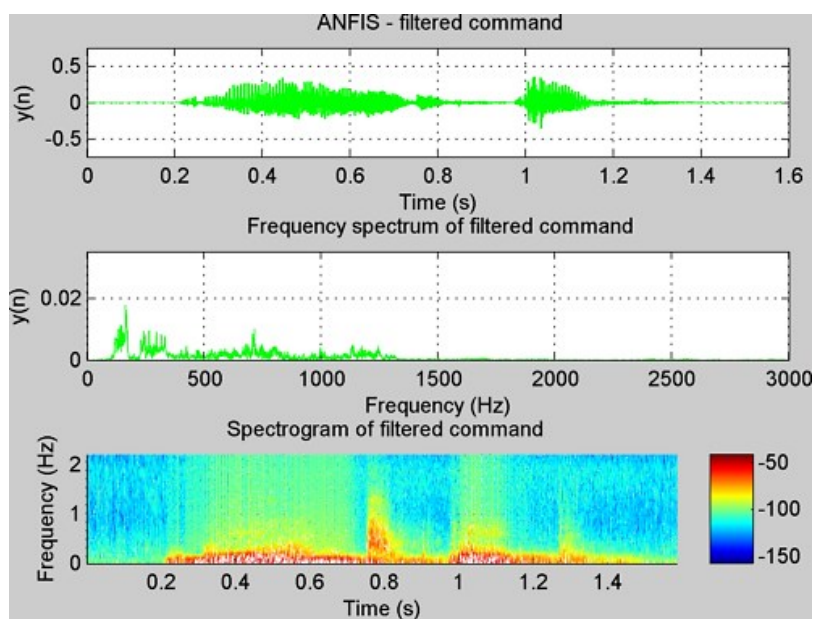 ANFIS - filtered command
y(n)
0.5
0
-0.5
0 0.2 0.4 0.6 0.8 1 1.2 1.4 1.6
Time (s)
Frequency spectrum of filtered command
y(n)
0.02
0
0 500 1000 1500 2000 2500 3000
Frequency (Hz)
Spectrogram of filtered command
Frequency (Hz)
2
1
0
0.2 0.4 0.6 0.8 1 1.2 1.4
Time (s)
-50
-100
-150